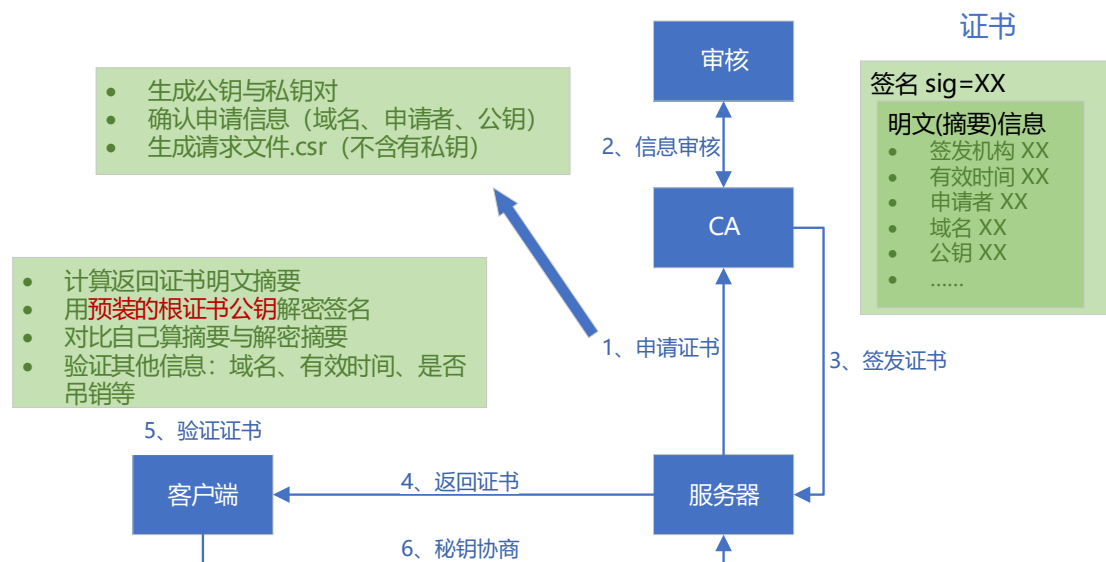 证书
审核
签名 sig=XX
明文(摘要)信息
• 签发机构 XX
• 有效时间 XX
• 申请者 XX
• 域名 XX
• 公钥 XX
• ......
• 生成公钥与私钥对
• 确认申请信息（域名、申请者、公钥）
• 生成请求文件.csr（不含有私钥）
2、信息审核
CA
• 计算返回证书明文摘要
• 用预装的根证书公钥解密签名
• 对比自己算摘要与解密摘要
• 验证其他信息：域名、有效时间、是否
吊销等
1、申请证书
3、签发证书
5、验证证书
客户端
4、返回证书
服务器
6、秘钥协商